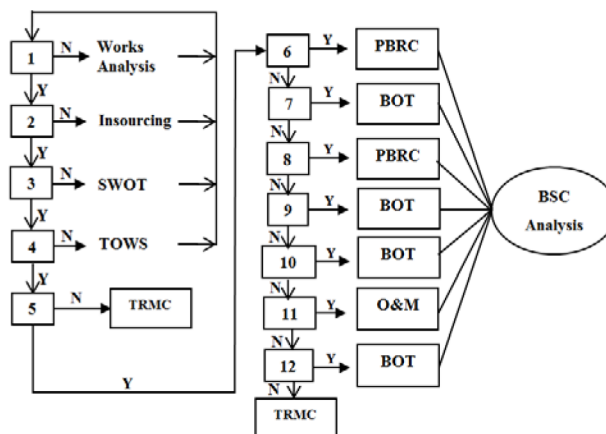 1 N Works
Analysis
Y
2 N Insourcing
Y
3 N SWOT
Y
4 N TOWS
Y
5 N TRMC
Y
6 Y PBRC
N
7 Y BOT
N
8 Y PBRC
N
9 Y BOT
N
10 Y BOT
N
11 Y O&M
N
12 Y BOT
N
TRMC
BSC
Analysis